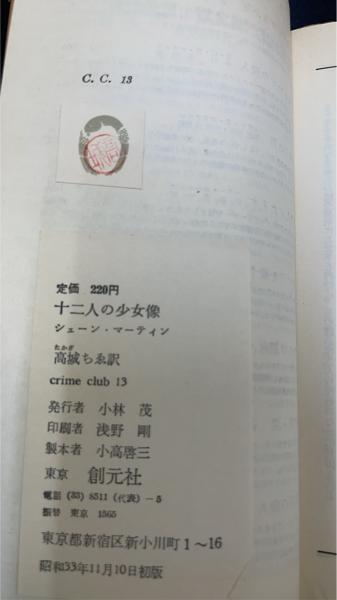 C. C. 13
定価 220円
十二人の少女像
シェーン・マーティン
たかぎ
高城ちゑ訳
crime club 13
発行者 小林 茂
印刷者 浅野 剛
製本者 小高啓三
東京 創元社
電話 (33) 8511 (代表) —5
振替 東京 1565
東京都新宿区新小川町1〜16
昭和33年11月10日初版